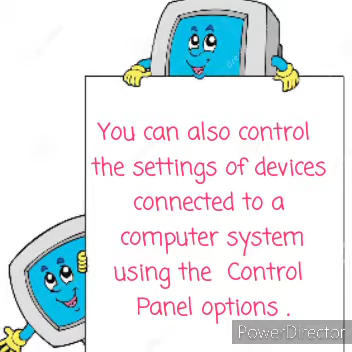 You can also control
the settings of devices
connected to a
computer system
using the Control
Panel options .
PowerDirector